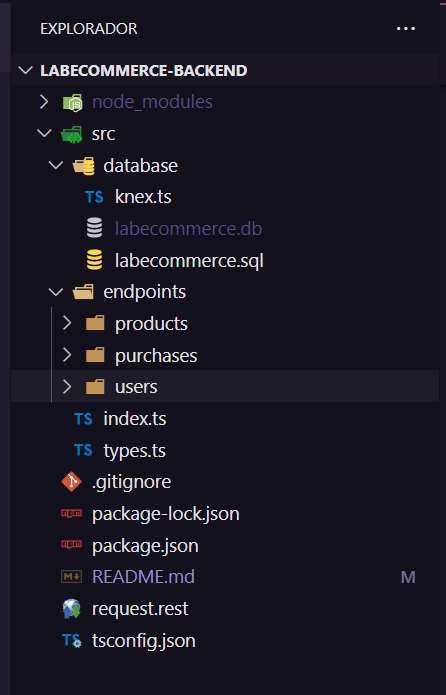 EXPLORADOR
LABECOMMERCE-BACKEND
node_modules
src
database
TS knex.ts
labecommerce.db
labecommerce.sql
endpoints
products
purchases
users
TS index.ts
TS types.ts
.gitignore
package-lock.json
package.json
README.md M
request.rest
TS tsconfig.json